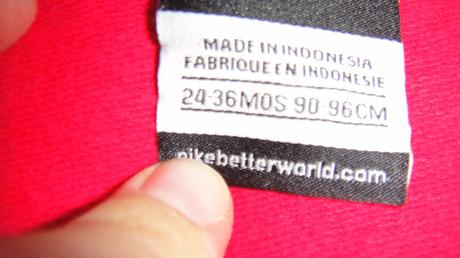 MADE IN INDONESIA
FABRIQUE EN INDONESIE
24-36MOS 90-96CM
nikebetterworld.com